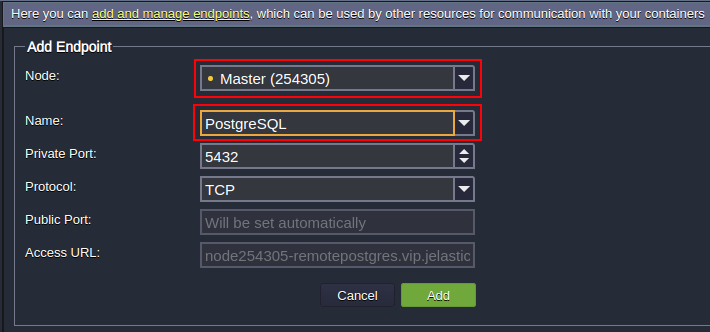 Here you can add and manage endpoints, which can be used by other resources for communication with your containers
Add Endpoint
Node:
Master (254305)
Name:
PostgreSQL
Private Port:
5432
Protocol:
TCP
Public Port:
Will be set automatically
Access URL:
node254305-remotepostgres.vip.jelastic
Cancel
Add